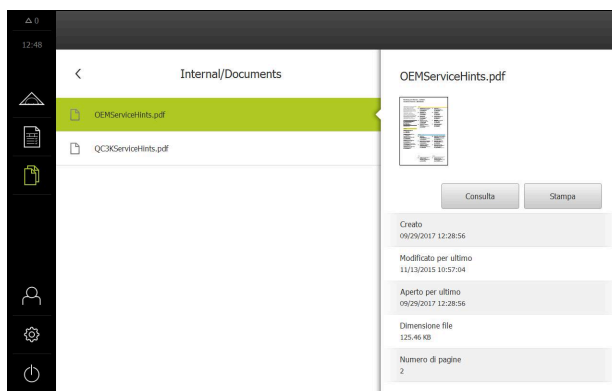 0
12:48
Internal/Documents
OEMServiceHints.pdf
QC3KServiceHints.pdf
OEMServiceHints.pdf
Consulta
Stampa
Creato
09/29/2017 12:28:56
Modificato per ultimo
11/13/2015 10:57:04
Aperto per ultimo
09/29/2017 12:28:56
Dimensione file
125.46 KB
Numero di pagine
2